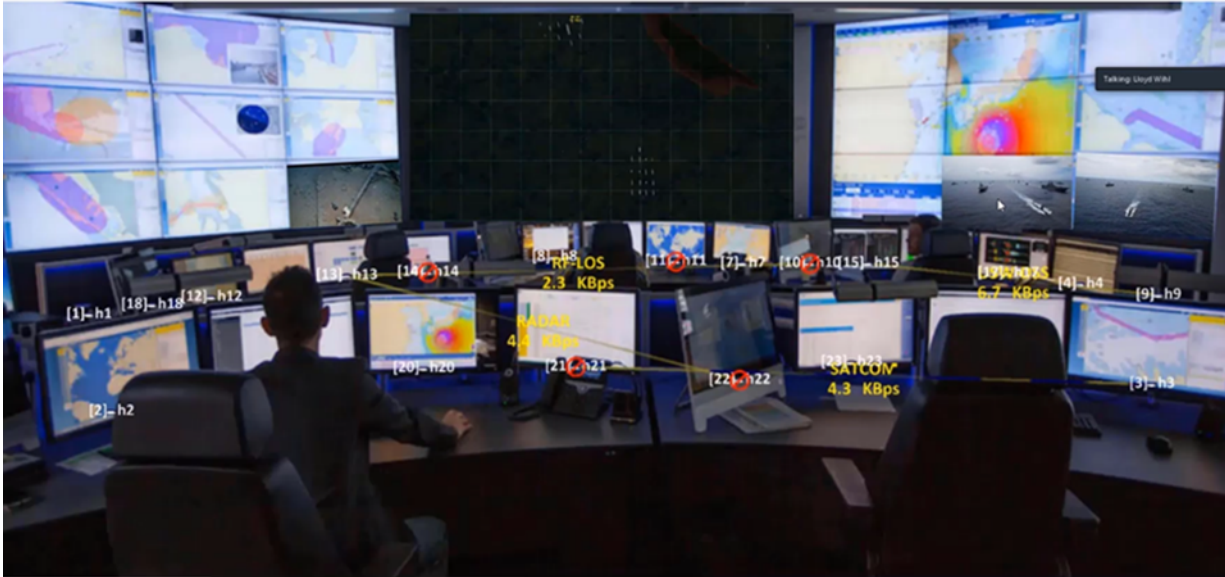 Talking: Lloyd Wihl
[8]-h8
RF-LOS
2.3 KBps
[11]-h11
[7]-h7
[10]-h10
[15]-h15
[13]-h13
[14]-h14
6.7 KBps
[4]-h4
[9]-h9
[12]-h12
[18]-h18
[1]-h1
RADAR
4.4 KBps
[20]-h20
[21]-h21
[22]-h22
[23]-h23
SATCOM
4.3 KBps
[3]-h3
[2]-h2